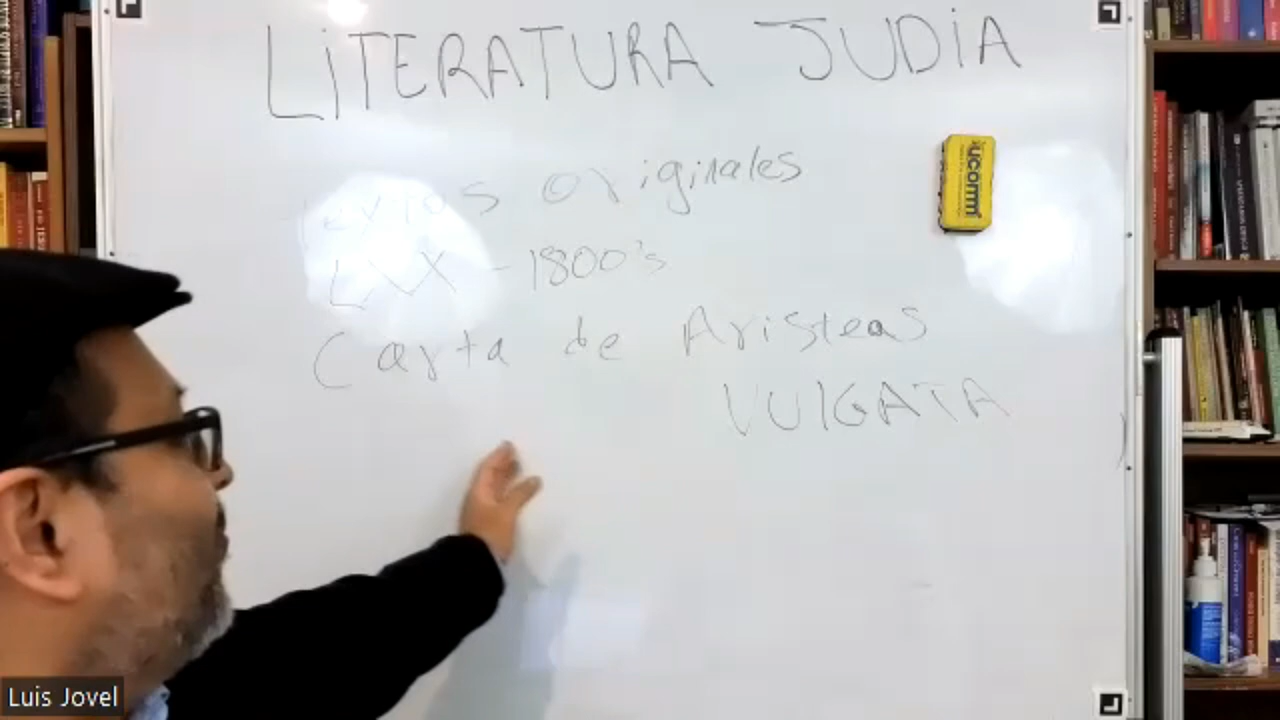 LITERATURA JUDIA
Textos originales
LXX - 1800's
Carta de Aristeas
VULGATA
Luis Jovel